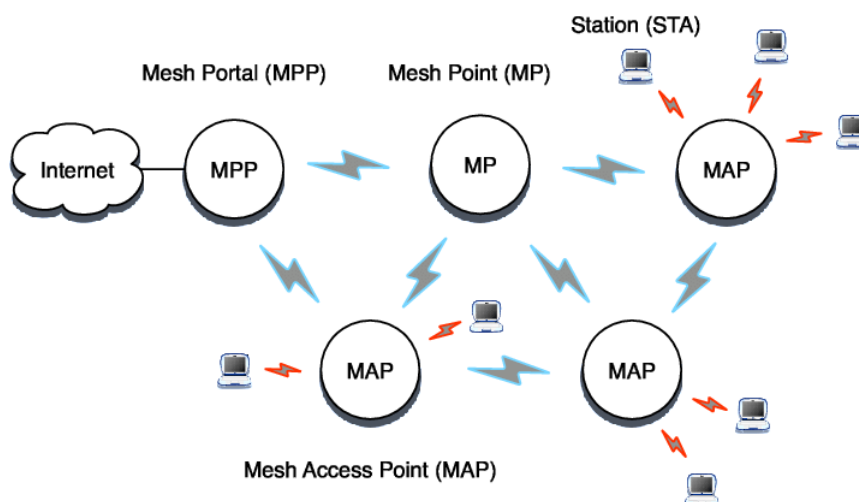 Station (STA)
Mesh Portal (MPP)
Mesh Point (MP)
Internet
MPP
MP
MAP
MAP
MAP
Mesh Access Point (MAP)